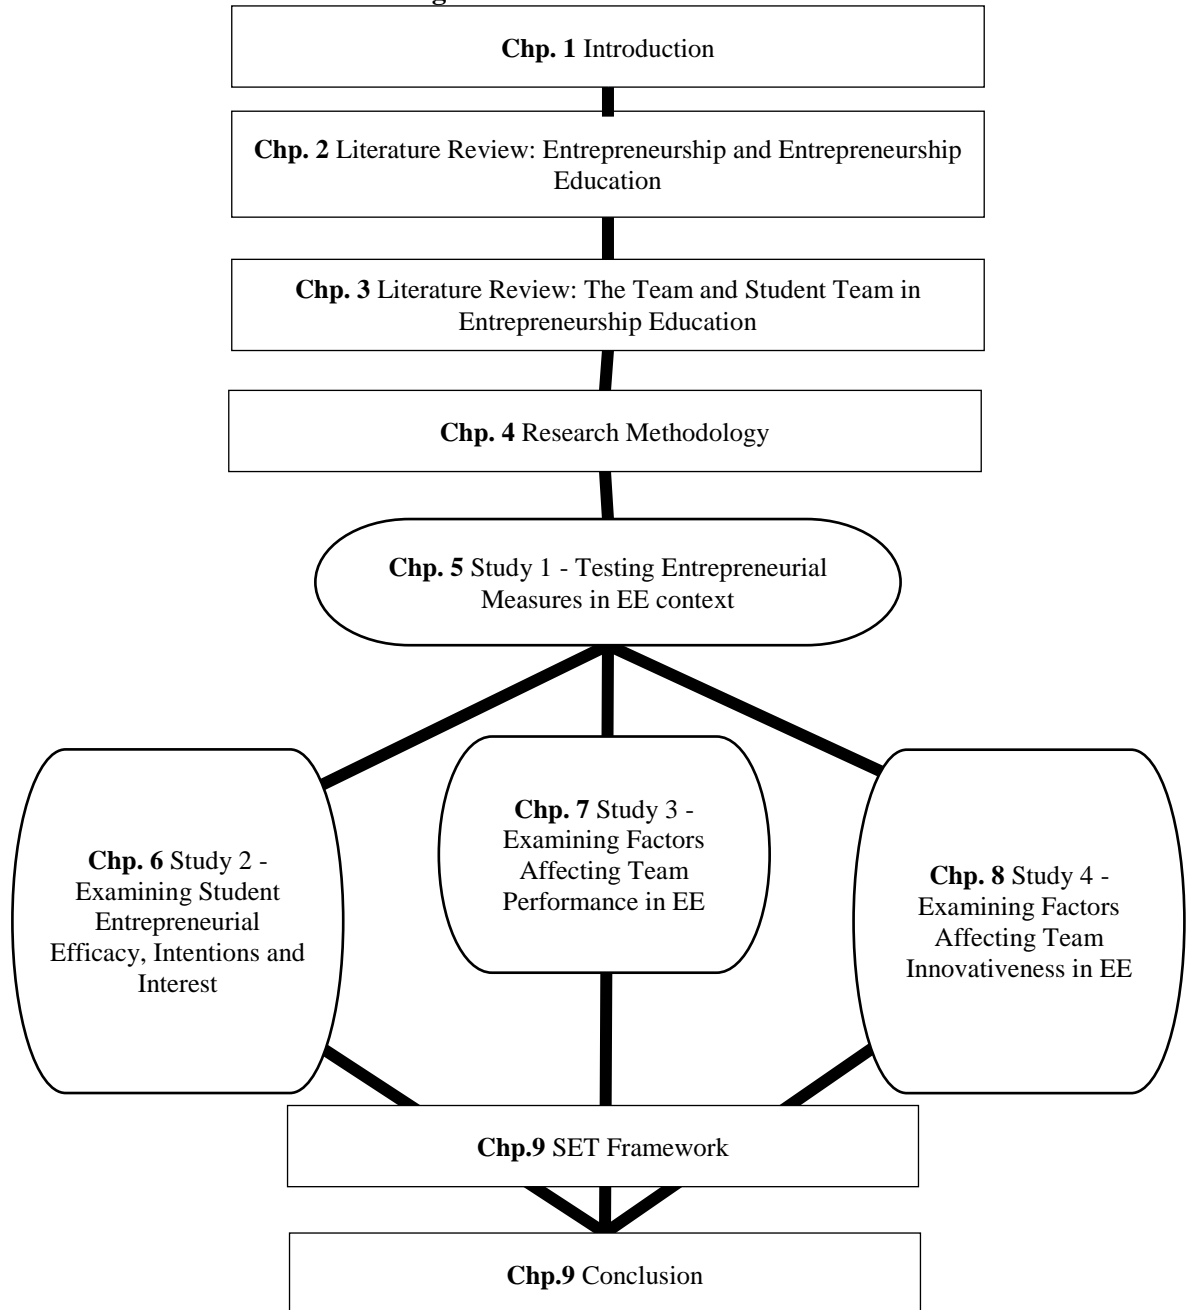 Chp. 1 Introduction
Chp. 2 Literature Review: Entrepreneurship and Entrepreneurship
Education
Chp. 3 Literature Review: The Team and Student Team in
Entrepreneurship Education
Chp. 4 Research Methodology
Chp. 5 Study 1 - Testing Entrepreneurial
Measures in EE context
Chp. 6 Study 2 -
Examining Student
Entrepreneurial
Efficacy, Intentions and
Interest
Chp. 7 Study 3 -
Examining Factors
Affecting Team
Performance in EE
Chp. 8 Study 4 -
Examining Factors
Affecting Team
Innovativeness in EE
Chp.9 SET Framework
Chp.9 Conclusion